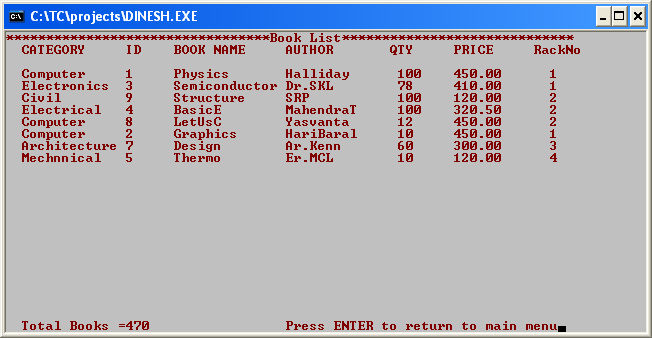 C:\TC\projects\DINESH.EXE
*********************************Book List*****************************
CATEGORY ID BOOK NAME AUTHOR QTY PRICE RackNo
Computer 1 Physics Halliday 100 450.00 1
Electronics 3 Semiconductor Dr.SKL 78 410.00 2
Civil 9 Structure SRP 100 120.00 2
Electrical 4 BasicE MahendraT 100 320.50 2
Computer 8 LetUsC Yasvanta 12 450.00 2
Computer 2 Graphics HariBaral 10 450.00 1
Architecture 7 Design Ar.Kenn 60 300.00 3
Mechnnical 5 Thermo Er.MCL 10 120.00 4
Total Books =470 Press ENTER to return to main menu